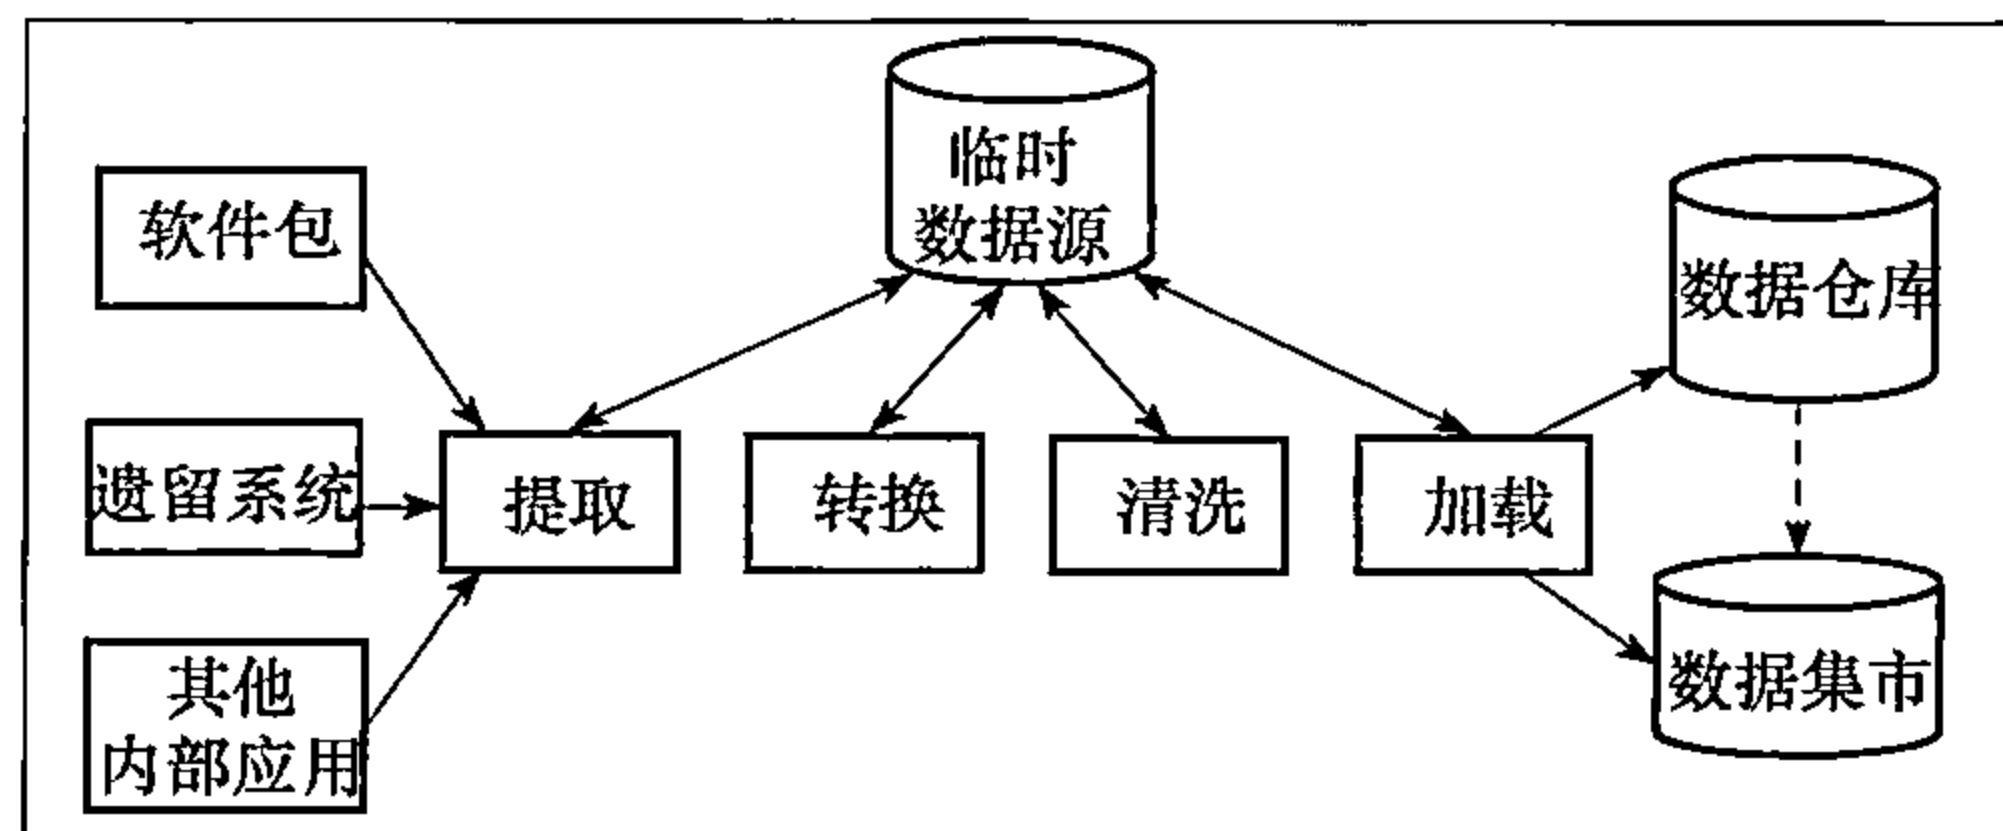 临时
数据源
软件包
数据仓库
遗留系统
提取
转换
清洗
加载
其他
内部应用
数据集市